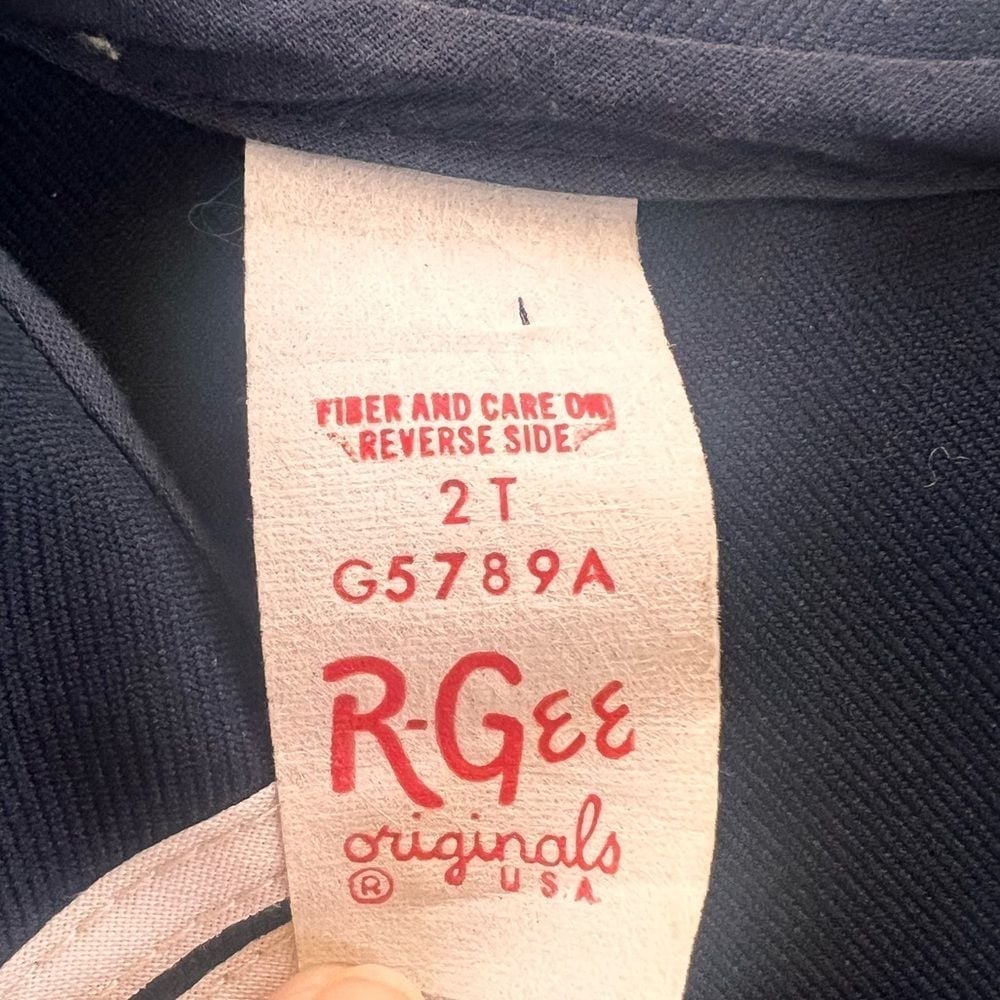 FIBER AND CARE ON
REVERSE SIDE
2T
G5789A
R-GEE
originals
® USA